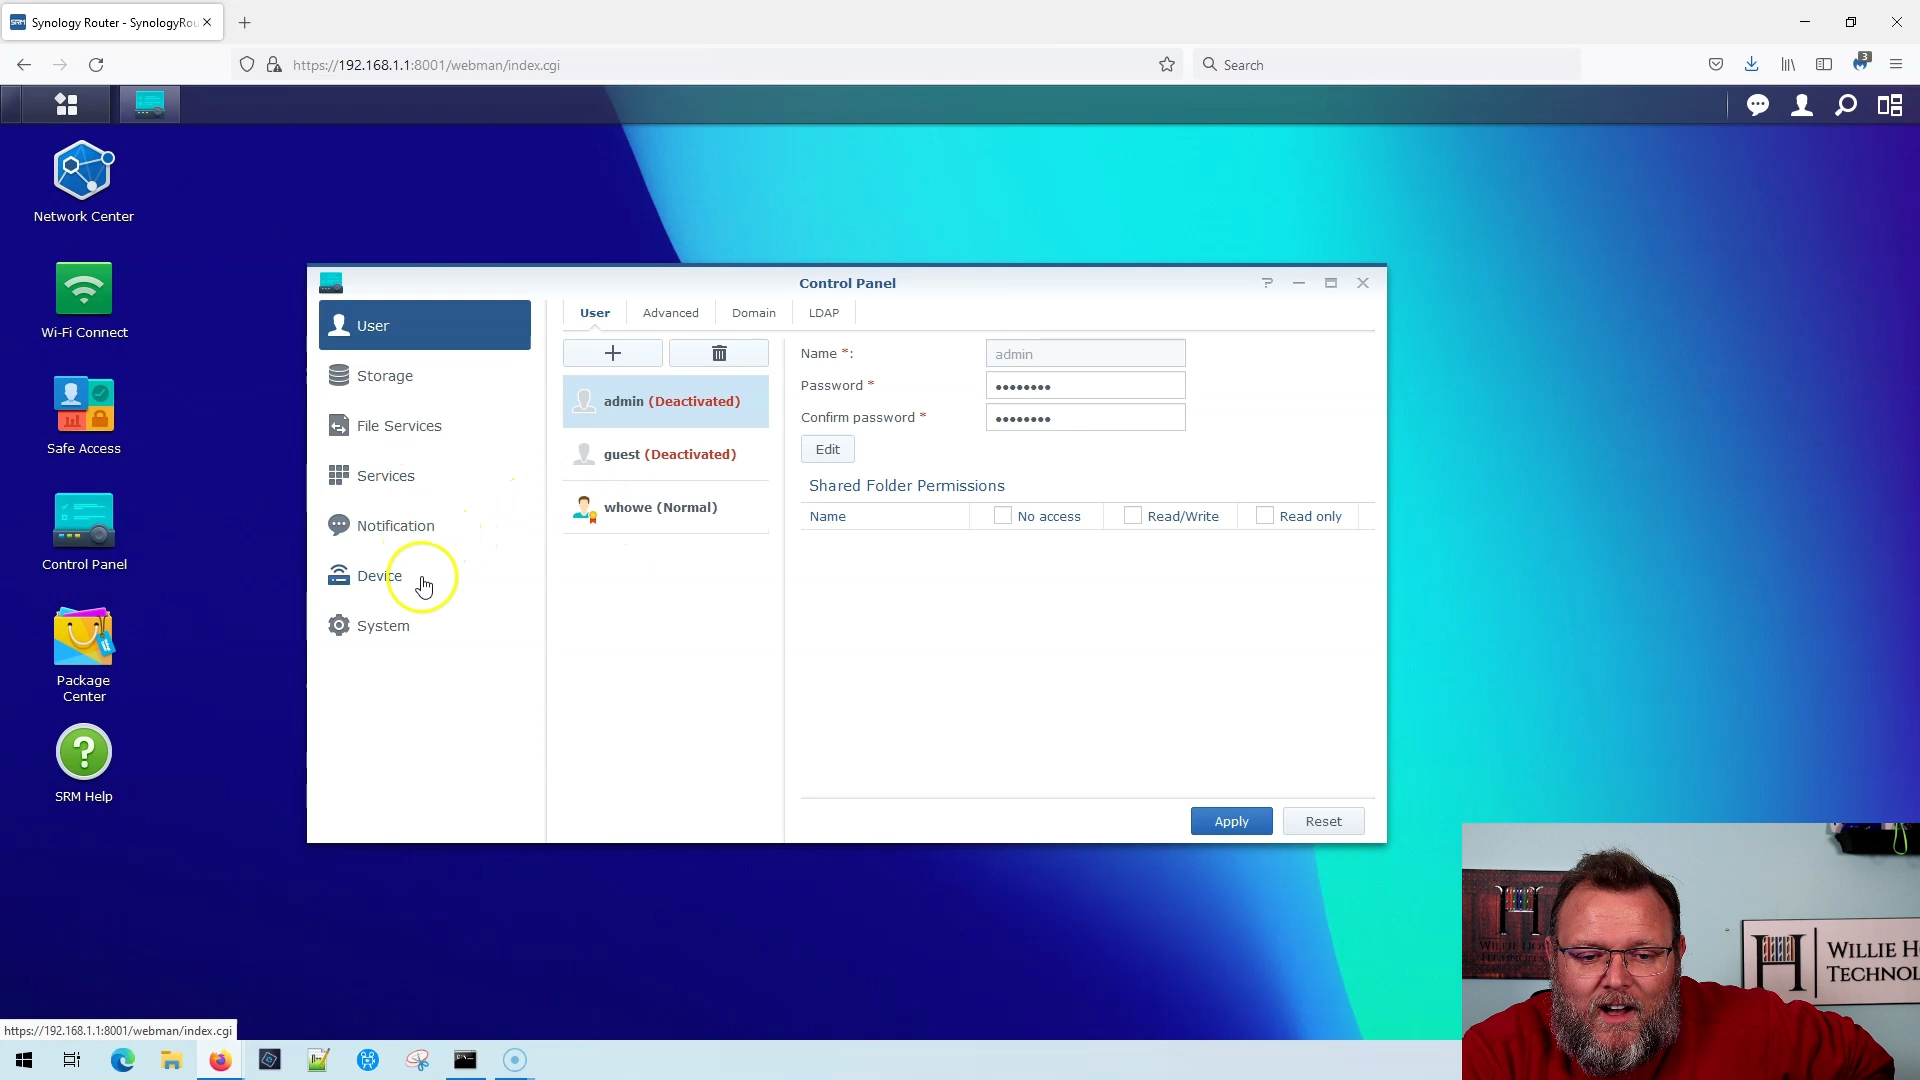 SRM Synology Router - SynologyRou
https://192.168.1.1:8001/webman/index.cgi
Search
3
Network Center
Wi-Fi Connect
Safe Access
Control Panel
Package
Center
SRM Help
Control Panel
User
Storage
File Services
Services
Notification
Device
System
User Advanced Domain LDAP
admin (Deactivated)
guest (Deactivated)
whowe (Normal)
Name *:
admin
Password *
••••••••
Confirm password *
••••••••
Edit
Shared Folder Permissions
Name No access Read/Write Read only
Apply Reset
https://192.168.1.1:8001/webman/index.cgi
H
WILLIE H
TECHNOL